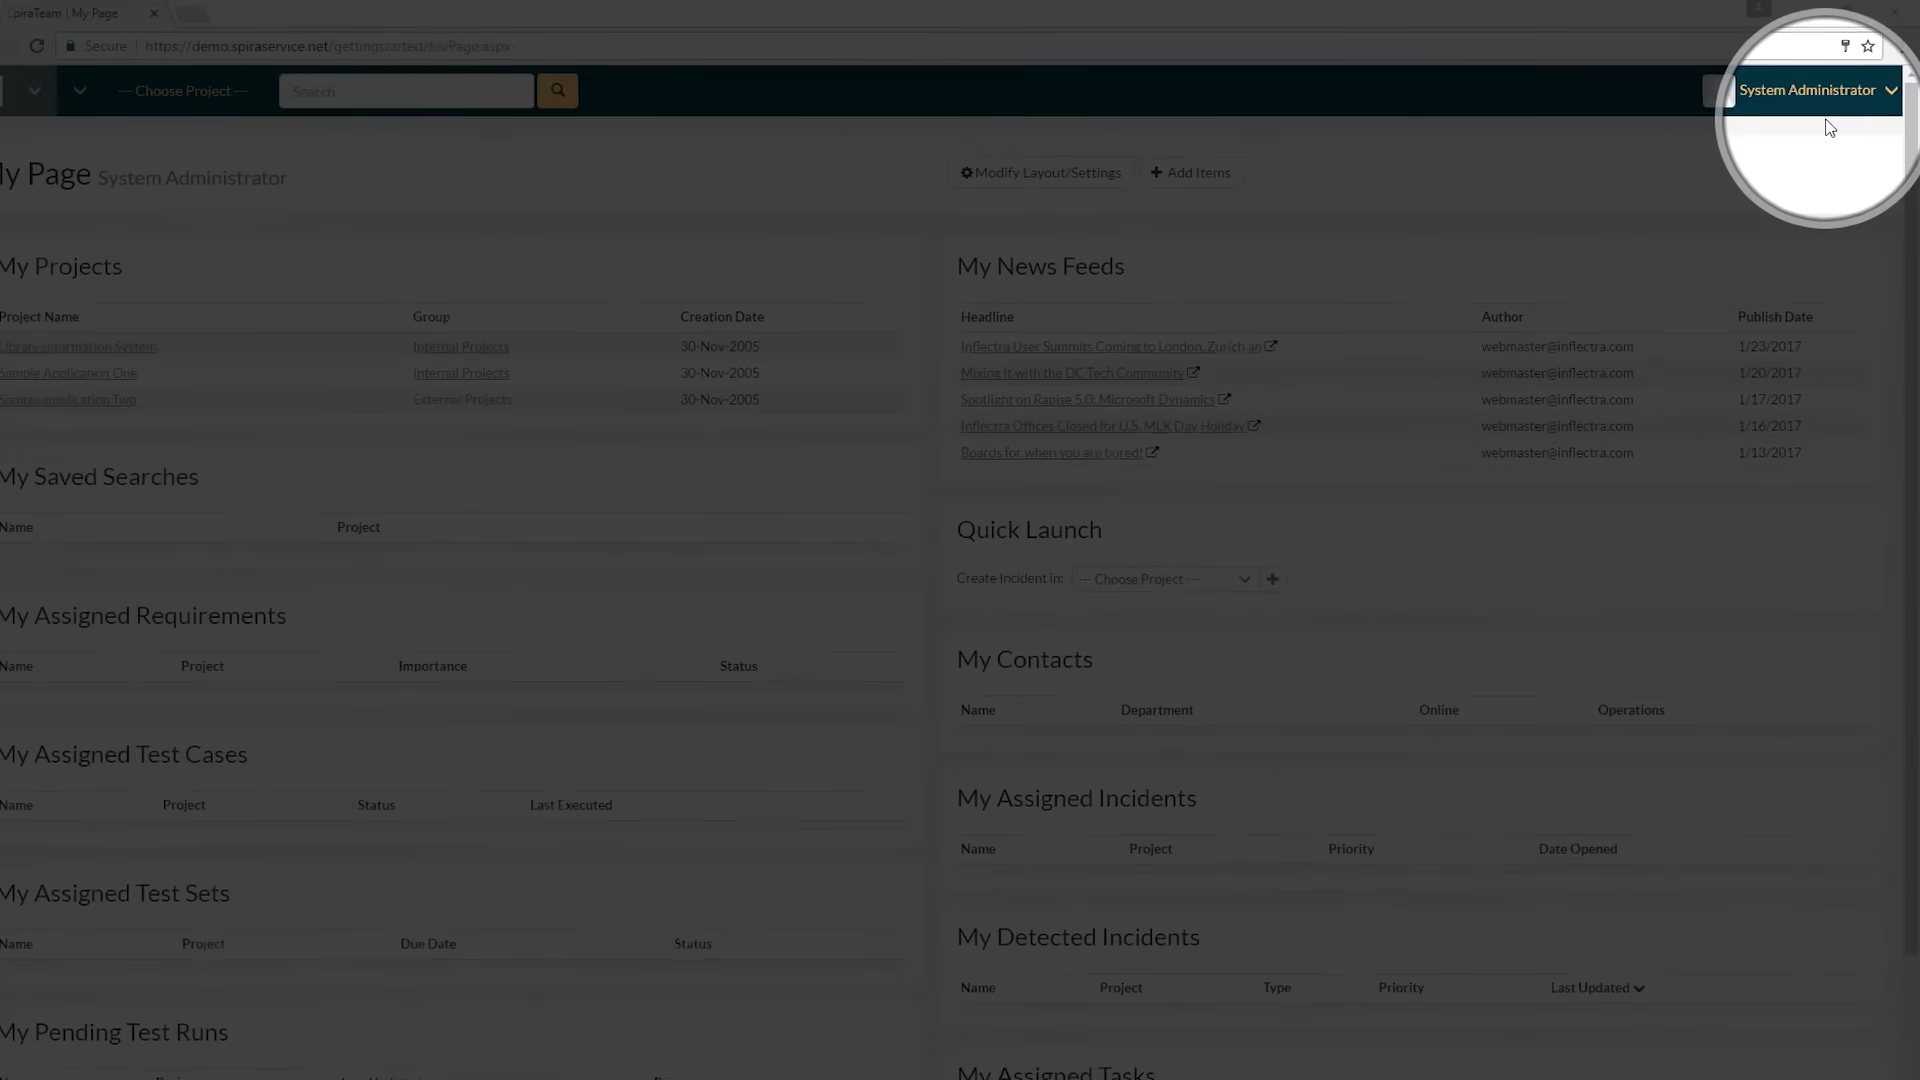 piraTeam | My Page
Secure
https://demo.spiraservice.net/gettingstarted/MyPage.aspx
--- Choose Project ---
Search
System Administrator
y Page System Administrator
Modify Layout/Settings
Add Items
My Projects
Project Name Group Creation Date
Library Information System Internal Projects 30-Nov-2005
Sample Application One Internal Projects 30-Nov-2005
Sample Application Two External Projects 30-Nov-2005
My Saved Searches
Name Project
My Assigned Requirements
Name Project Importance Status
My Assigned Test Cases
Name Project Status Last Executed
My Assigned Test Sets
Name Project Due Date Status
My Pending Test Runs
My News Feeds
Headline Author Publish Date
Inflectra User Summits Coming to London, Zurich an webmaster@inflectra.com 1/23/2017
Mixing It with the DC Tech Community webmaster@inflectra.com 1/20/2017
Spotlight on Rapise 5.0: Microsoft Dynamics webmaster@inflectra.com 1/17/2017
Inflectra Offices Closed for U.S. MLK Day Holiday webmaster@inflectra.com 1/16/2017
Boards for when you are bored! webmaster@inflectra.com 1/13/2017
Quick Launch
Create Incident in: --- Choose Project ---
My Contacts
Name Department Online Operations
My Assigned Incidents
Name Project Priority Date Opened
My Detected Incidents
Name Project Type Priority Last Updated
My Assigned Tasks